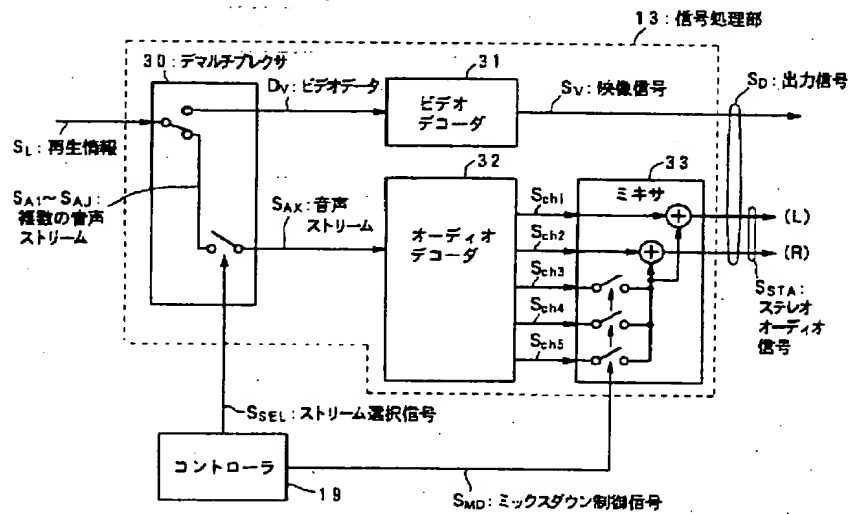 13:信号処理部
30:デマルチプレクサ
DV:ビデオデータ
31
ビデオ
デコーダ
SV:映像信号
SD:出力信号
SL:再生情報
SA1~SAJ:
複数の音声
ストリーム
SAX:音声
ストリーム
32
オーディオ
デコーダ
Sch1
Sch2
Sch3
Sch4
Sch5
33
ミキサ
(L)
(R)
SSTA:
ステレオ
オーディオ
信号
SSEL:ストリーム選択信号
コントローラ
19
SMD:ミックスダウン制御信号